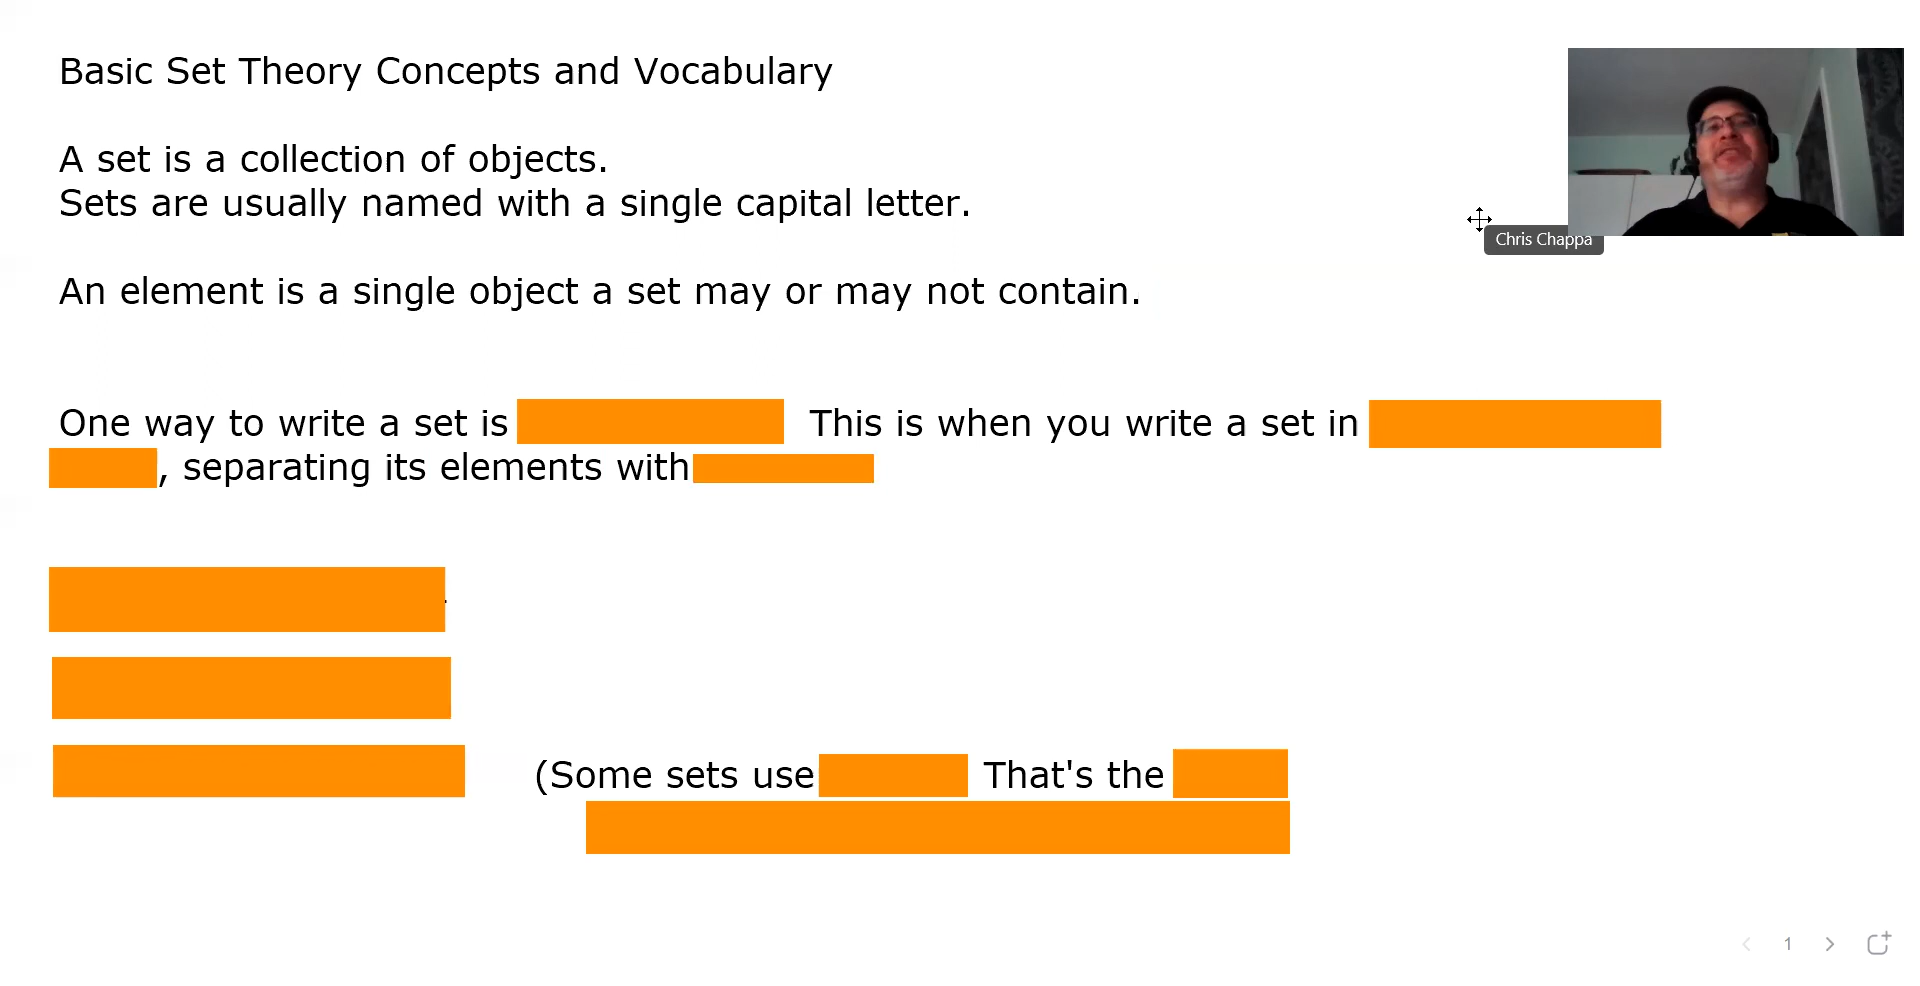 Basic Set Theory Concepts and Vocabulary
A set is a collection of objects.
Sets are usually named with a single capital letter.
Chris Chappa
An element is a single object a set may or may not contain.
One way to write a set is This is when you write a set in
, separating its elements with
(Some sets use That's the
1